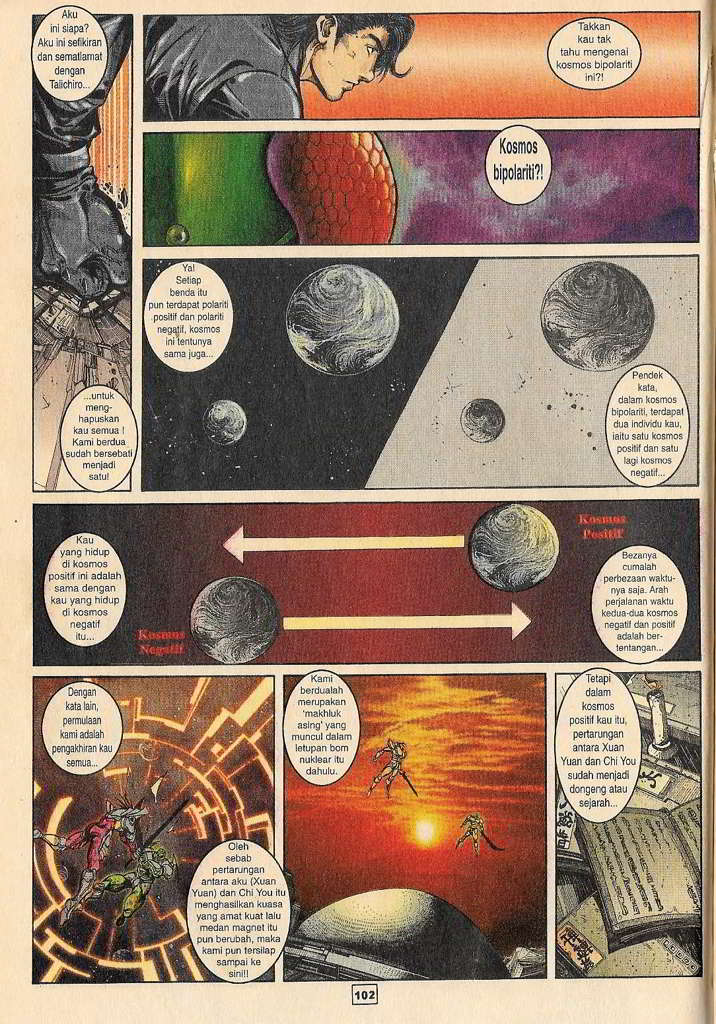 Aku
ini siapa?
Aku ini sefikiran
dan sematlamat
dengan
Taiichiro...
...untuk
meng-
hapuskan
kau semua !
Kami berdua
sudah bersebati
menjadi
satu!
Takkan
kau tak
tahu mengenai
kosmos bipolariti
ini?!
Kosmos
bipolariti?!
Ya!
Setiap
benda itu
pun terdapat polariti
positif dan polariti
negatif, kosmos
ini tentunya
sama juga...
Pendek
kata,
dalam kosmos
bipolariti, terdapat
dua individu kau,
iaitu satu kosmos
positif dan satu
lagi kosmos
negatif...
Kau
yang hidup
di kosmos
positif ini adalah
sama dengan
kau yang hidup
di kosmos
negatif
itu...
Kosmos
Negatif
Kosmos
Positif
Bezanya
cumalah
perbezaan waktu-
nya saja. Arah
perjalanan waktu
kedua-dua kosmos
negatif dan positif
adalah ber-
tentangan...
Dengan
kata lain,
permulaan
kami adalah
pengakhiran kau
semua...
Oleh
sebab
pertarungan
antara aku (Xuan
Yuan) dan Chi You itu
menghasilkan kuasa
yang amat kuat lalu
medan magnet itu
pun berubah, maka
kami pun tersilap
sampai ke
sini!!
Kami
berdualah
merupakan
'makhluk
asing' yang
muncul dalam
letupan bom
nuklear itu
dahulu.
Tetapi
dalam
kosmos
positif kau itu,
pertarungan
antara Xuan
Yuan dan Chi You
sudah menjadi
dongeng atau
sejarah...
102